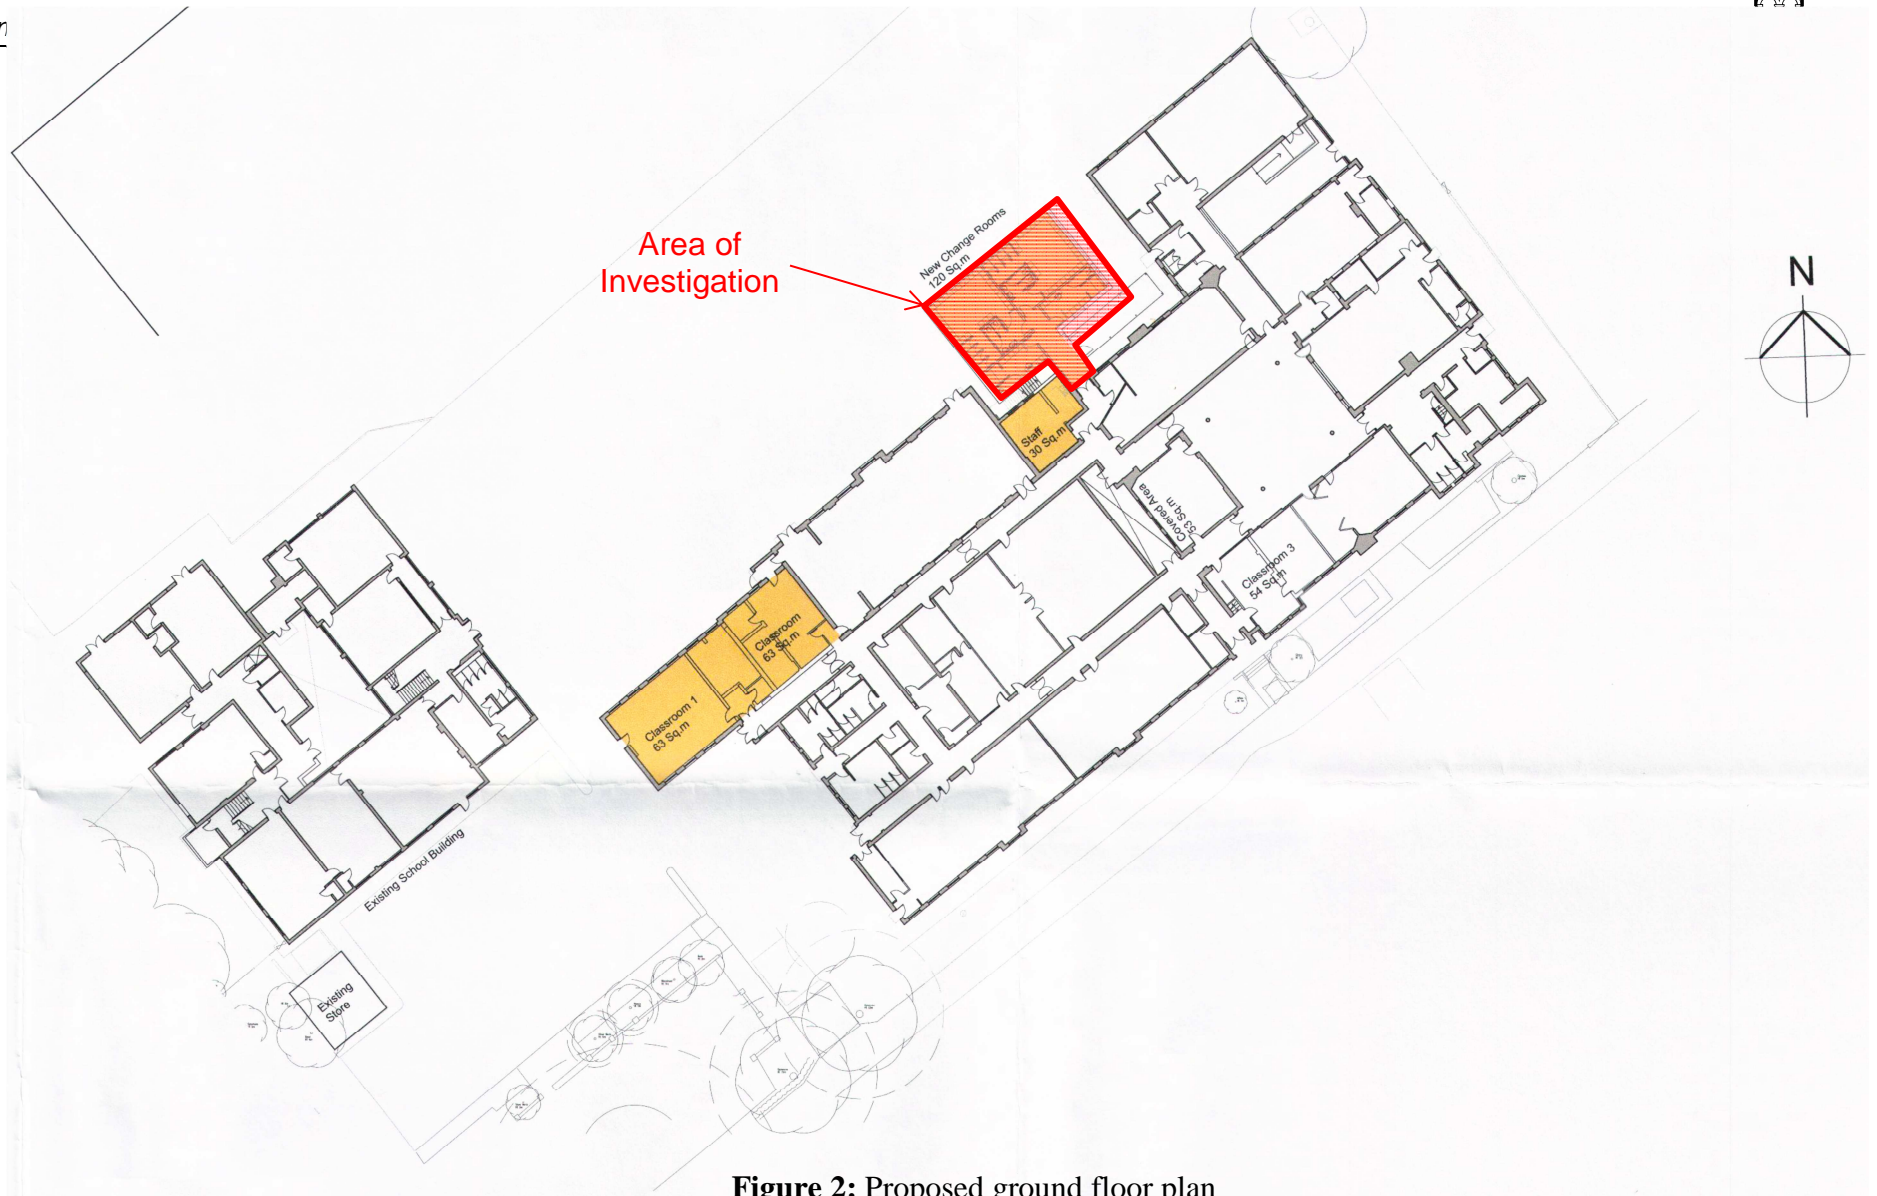 Area of
Investigation
New Change Rooms
120 Sq.m
N
Staff
30 Sq.m
Covered Area
53 Sq.m
Classroom 3
54 Sq.m
Classroom
63 Sq.m
Classroom 1
63 Sq.m
Existing School Building
Existing
Store
Figure 2: Proposed ground floor plan